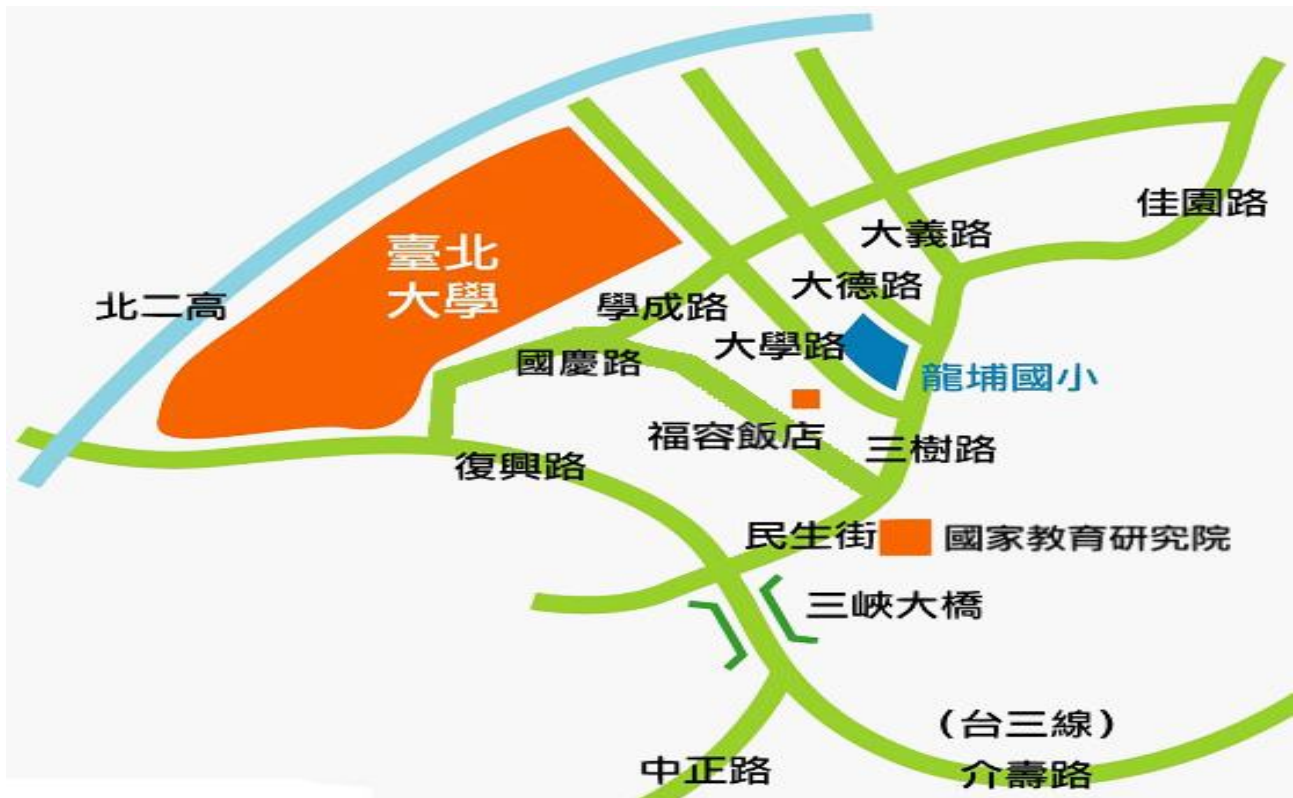 佳園路
大義路
臺北
大學
大德路
北二高
學成路
大學路
國慶路
龍埔國小
福容飯店
三樹路
復興路
民生街
國家教育研究院
三峽大橋
(台三線)
中正路
介壽路